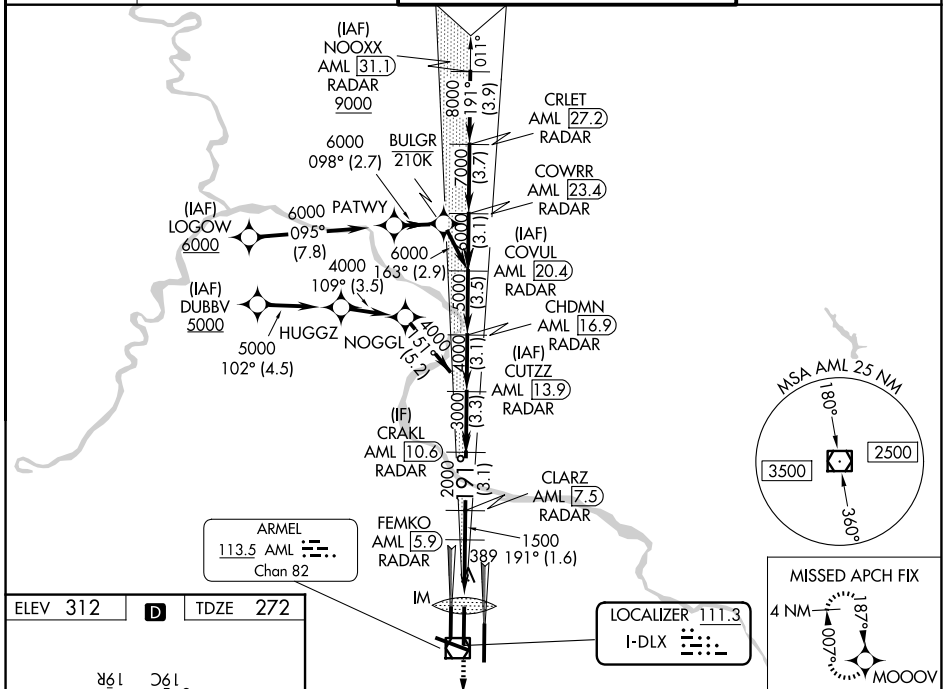 (IAF)
NOOXX
AML 31.1
RADAR
9000
011°
8000
191°
(3.9)
CRLET
AML 27.2
RADAR
6000
098° (2.7)
BULGR
210K
7000
(3.7)
COWRR
AML 23.4
RADAR
(IAF)
LOGOW
6000
6000
095°
(7.8)
PATWY
6000
(3.1)
6000
163° (2.9)
(IAF)
COVUL
AML 20.4
RADAR
(IAF)
DUBBV
5000
4000
109° (3.5)
5000
(3.5)
HUGGZ
NOGGL
5000
102° (4.5)
4000
151°
(5.2)
CHDMN
AML 16.9
RADAR
4000
(3.1)
(IAF)
CUTZZ
AML 13.9
RADAR
3000
(3.3)
(IF)
CRAKL
AML 10.6
RADAR
2000
191°
(3.1)
CLARZ
AML 7.5
RADAR
FEMKO
AML 5.9
RADAR
1500
191° (1.6)
389
ARMEL
113.5 AML
Chan 82
IM
LOCALIZER 111.3
I-DLX
MSA AML 25 NM
180°
3500
2500
360°
MISSED APCH FIX
4 NM
187°
007°
MOOOV
ELEV 312
D
TDZE 272
19R
19C